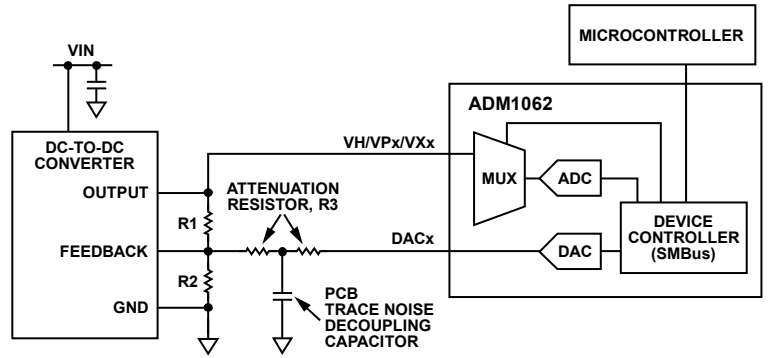 MICROCONTROLLER
VIN
ADM1062
DC-TO-DC
CONVERTER
VH/VPx/VXx
MUX
ADC
OUTPUT
ATTENUATION
RESISTOR, R3
R1
DEVICE
CONTROLLER
(SMBus)
FEEDBACK
DACx
DAC
R2
GND
PCB
TRACE NOISE
DECOUPLING
CAPACITOR